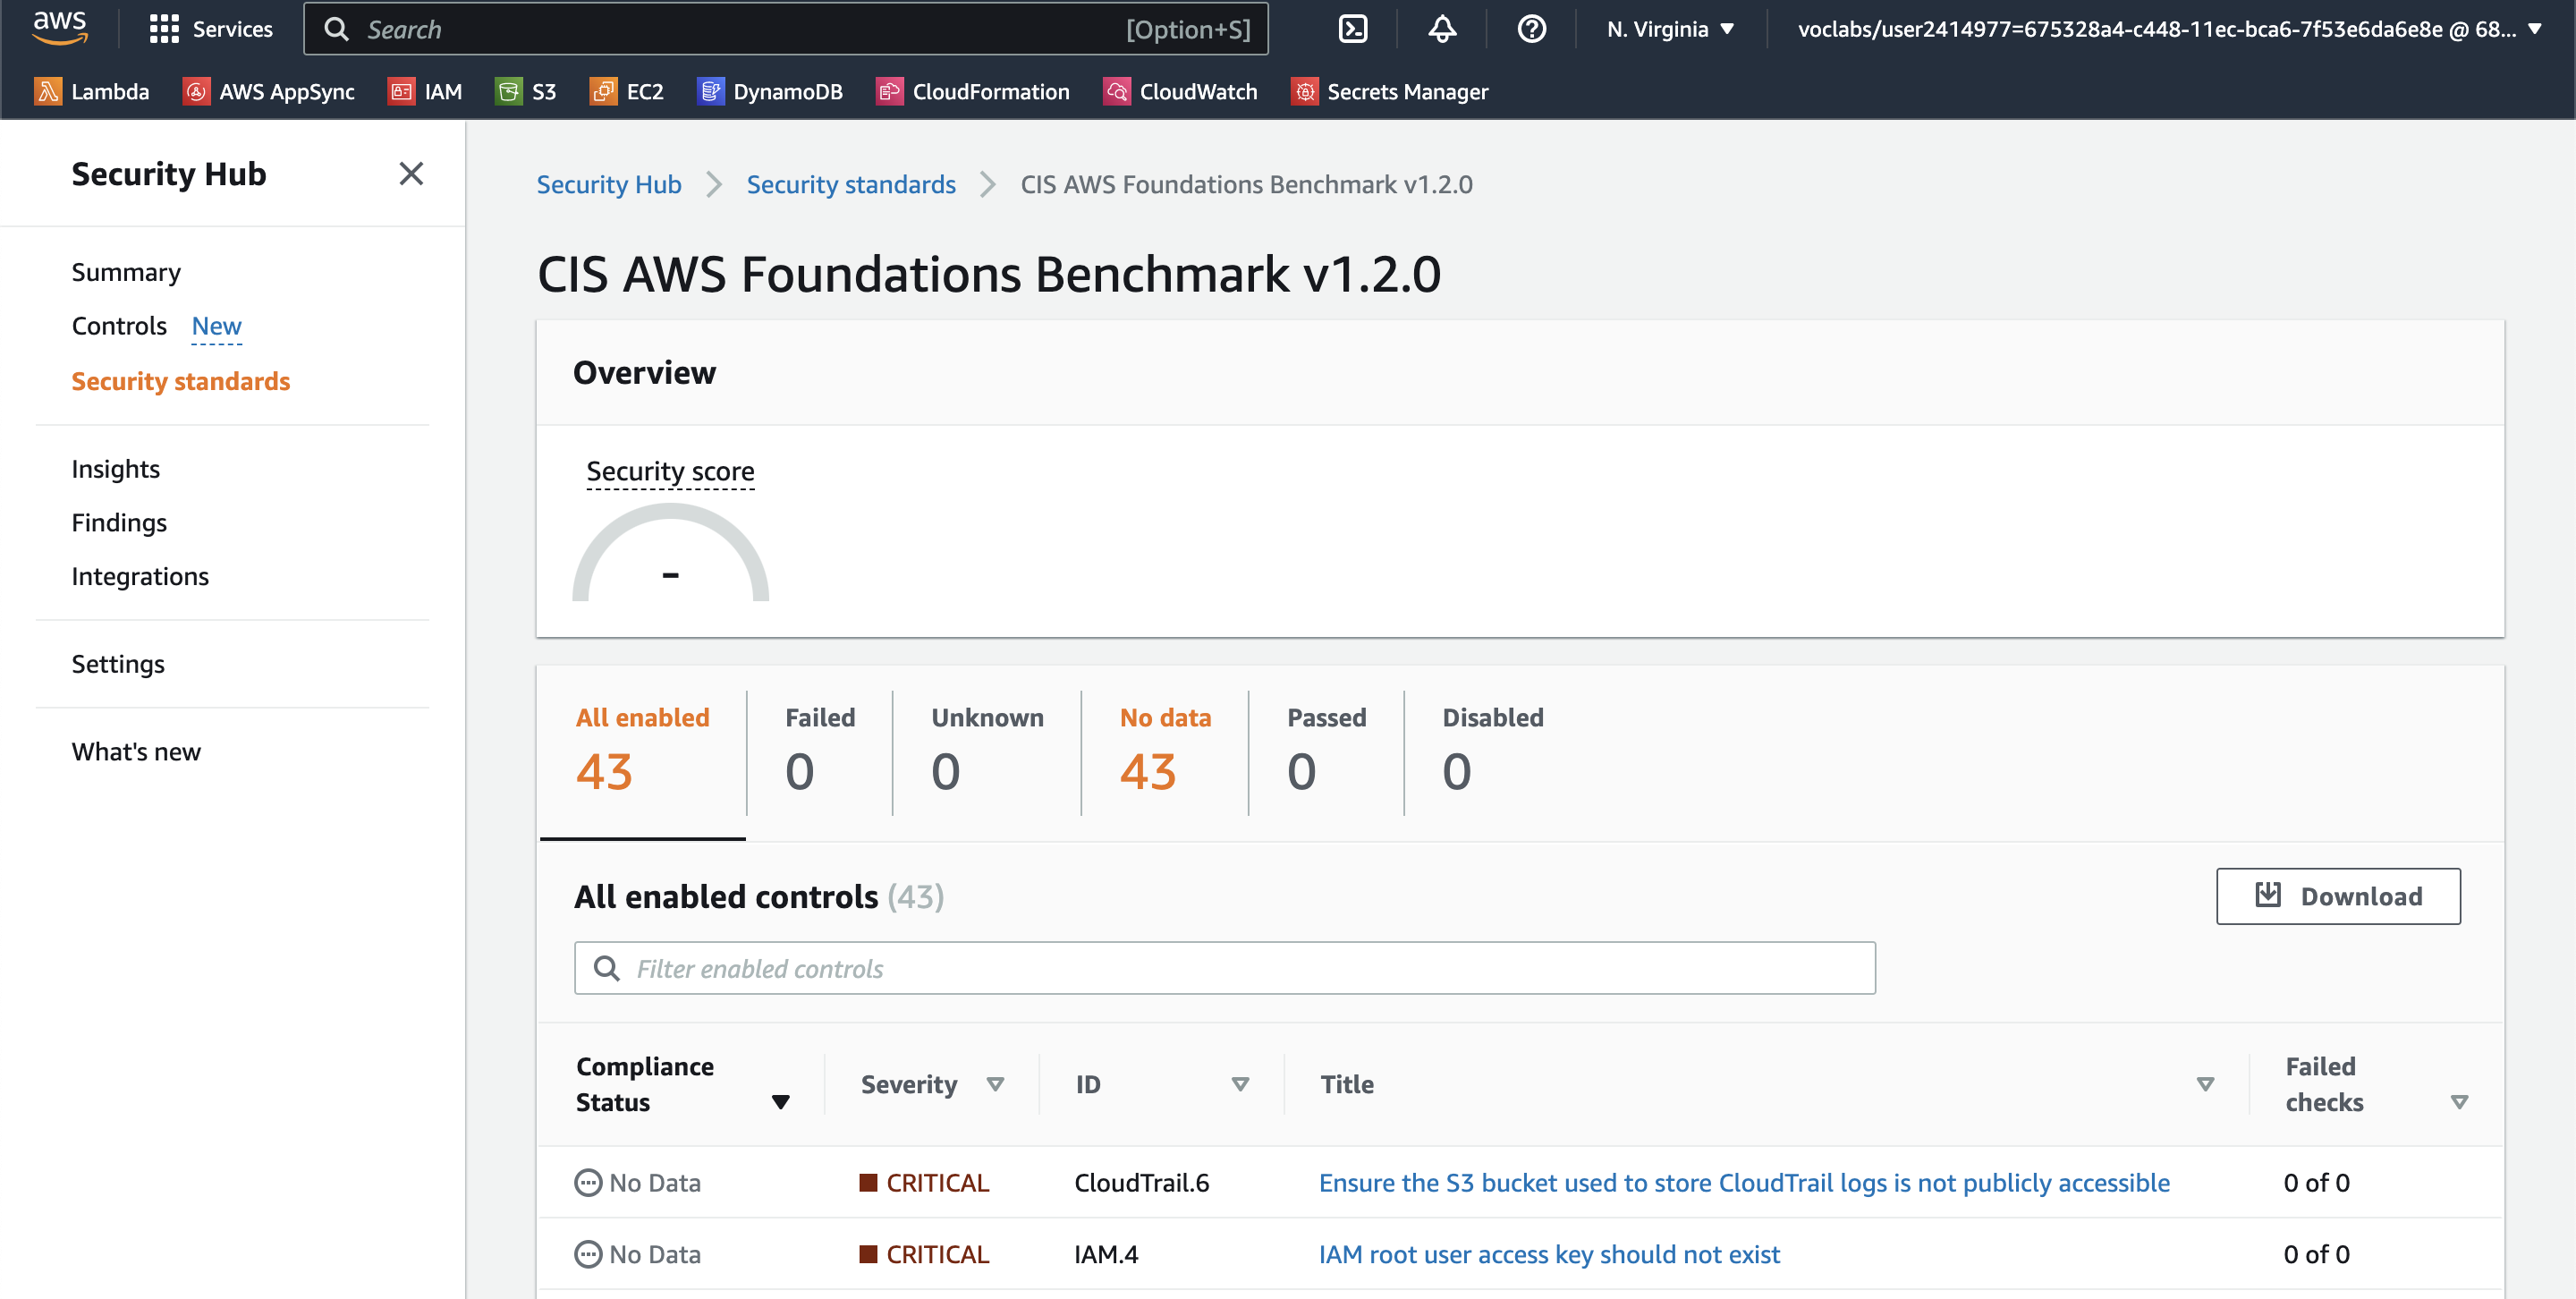 aws
Services
Search
[Option+S]
N. Virginia
voclabs/user2414977=675328a4-c448-11ec-bca6-7f53e6da6e8e @ 68...
Lambda
AWS AppSync
IAM
S3
EC2
DynamoDB
CloudFormation
CloudWatch
Secrets Manager
Security Hub
Summary
Controls New
Security standards
Insights
Findings
Integrations
Settings
What's new
Security Hub
Security standards
CIS AWS Foundations Benchmark v1.2.0
CIS AWS Foundations Benchmark v1.2.0
Overview
Security score
-
All enabled
43
Failed
0
Unknown
0
No data
43
Passed
0
Disabled
0
All enabled controls (43)
Download
Filter enabled controls
Compliance
Status
Severity
ID
Title
Failed
checks
No Data CRITICAL CloudTrail.6 Ensure the S3 bucket used to store CloudTrail logs is not publicly accessible 0 of 0
No Data CRITICAL IAM.4 IAM root user access key should not exist 0 of 0